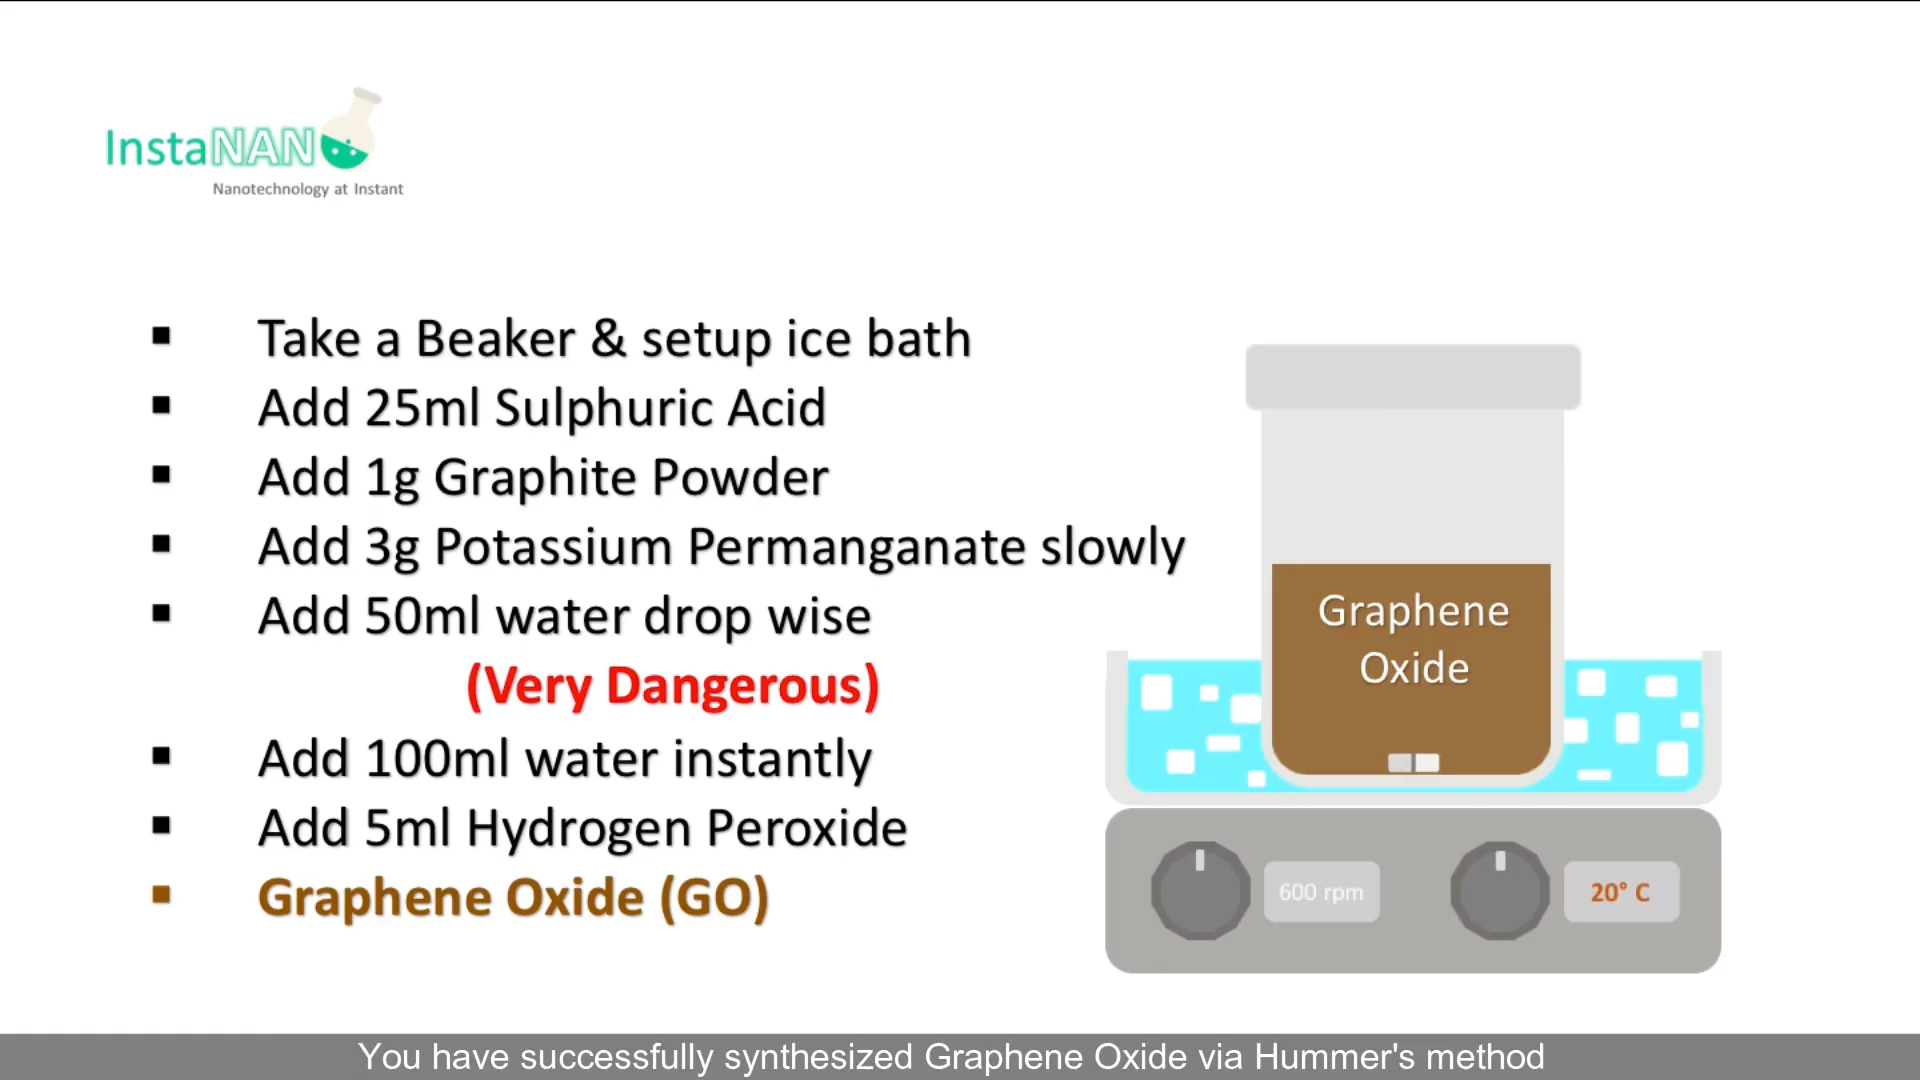 InstaNANO
Nanotechnology at Instant
▪ Take a Beaker & setup ice bath
▪ Add 25ml Sulphuric Acid
▪ Add 1g Graphite Powder
▪ Add 3g Potassium Permanganate slowly
▪ Add 50ml water drop wise
(Very Dangerous)
▪ Add 100ml water instantly
▪ Add 5ml Hydrogen Peroxide
▪ Graphene Oxide (GO)
Graphene
Oxide
600 rpm
20° C
You have successfully synthesized Graphene Oxide via Hummer's method